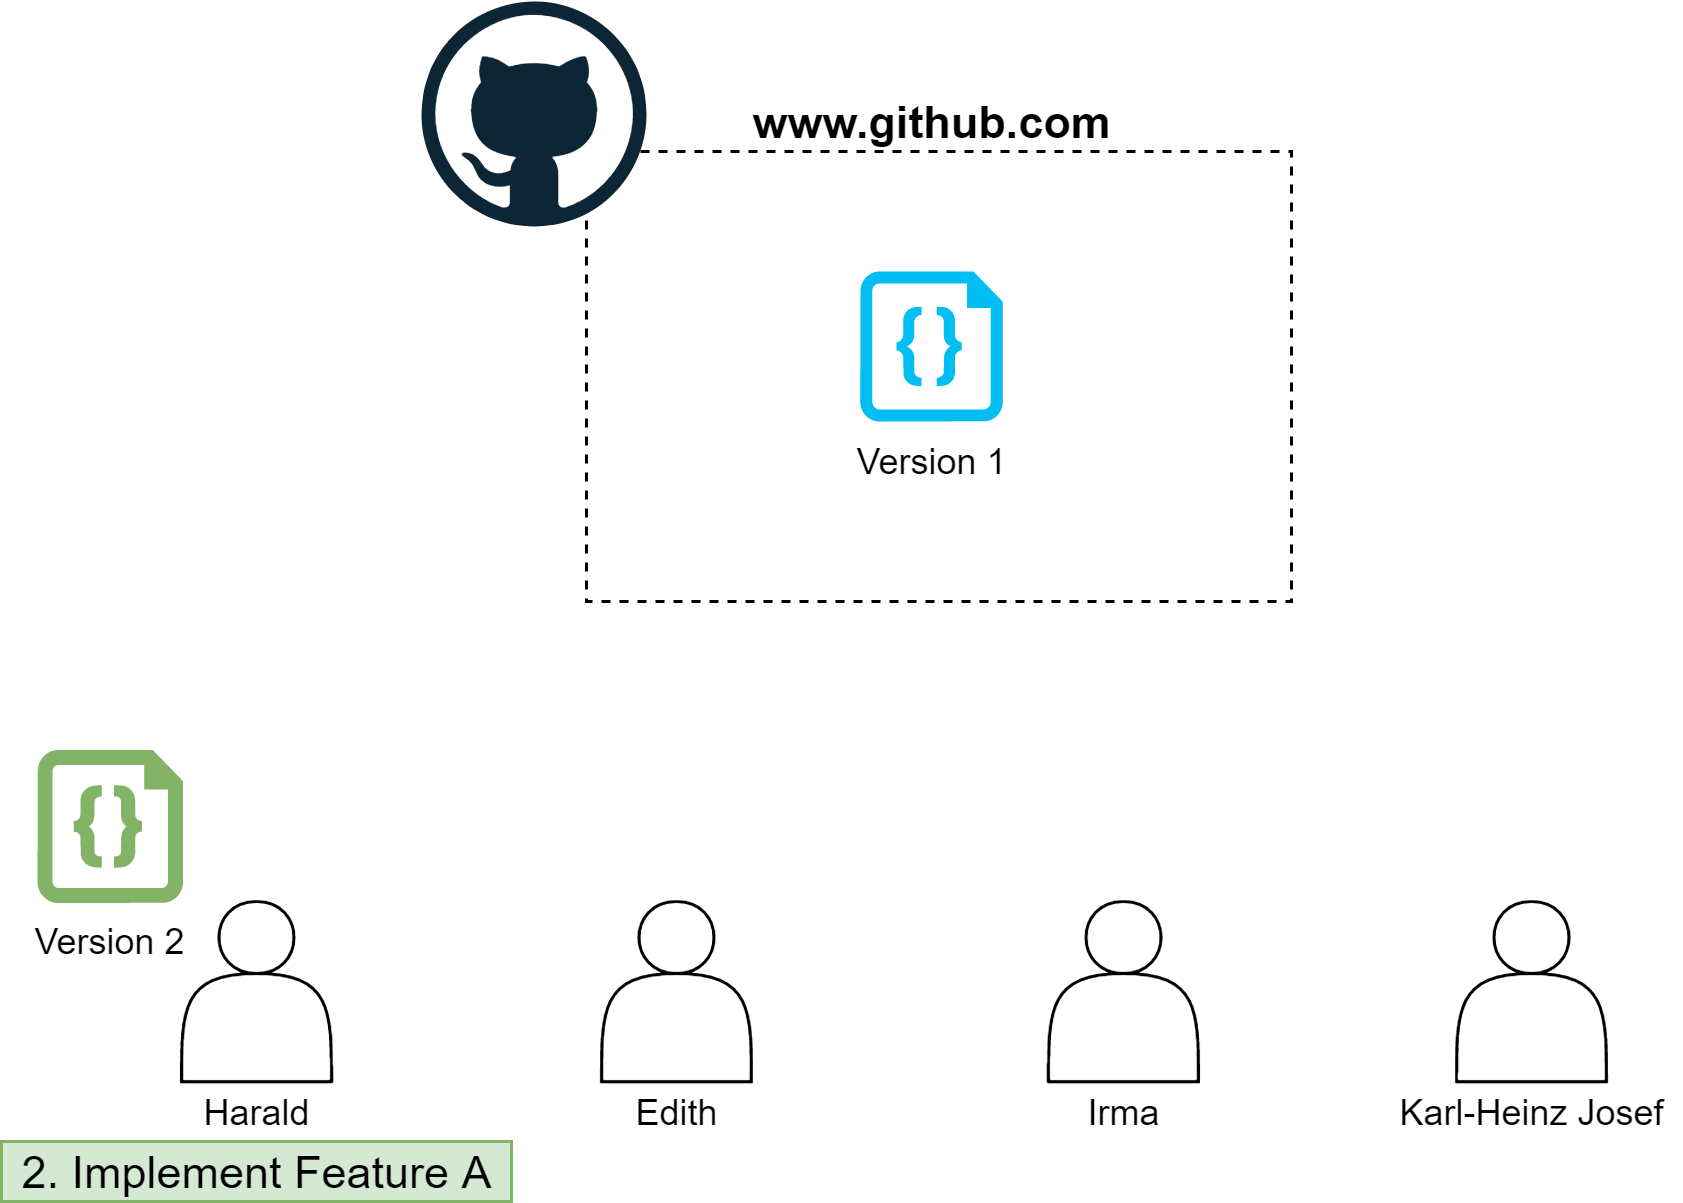 www.github.com
{}
Version 1
{}
Version 2
Harald
Edith
Irma
Karl-Heinz Josef
2. Implement Feature A